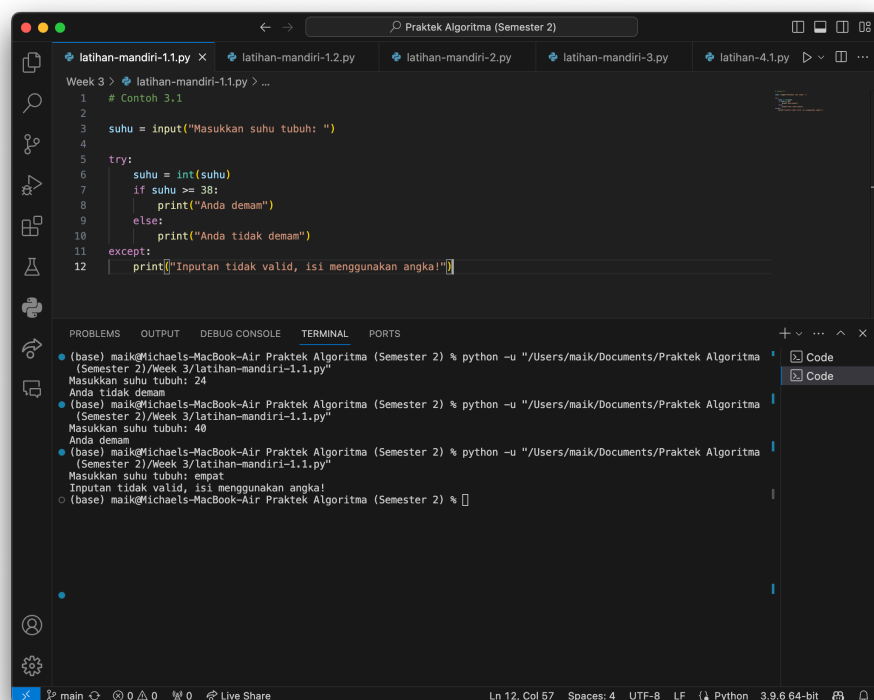 Praktek Algoritma (Semester 2)
latihan-mandiri-1.1.py
latihan-mandiri-1.2.py
latihan-mandiri-2.py
latihan-mandiri-3.py
latihan-4.1.py
Week 3 > latihan-mandiri-1.1.py > ...
1 # Contoh 3.1
2
3 suhu = input("Masukkan suhu tubuh: ")
4
5 try:
6 suhu = int(suhu)
7 if suhu >= 38:
8 print("Anda demam")
9 else:
10 print("Anda tidak demam")
11 except:
12 print("Inputan tidak valid, isi menggunakan angka!")
PROBLEMS OUTPUT DEBUG CONSOLE TERMINAL PORTS
(base) maik@Michaels-MacBook-Air Praktek Algoritma (Semester 2) % python -u "/Users/maik/Documents/Praktek Algoritma
(Semester 2)/Week 3/latihan-mandiri-1.1.py"
Masukkan suhu tubuh: 24
Anda tidak demam
(base) maik@Michaels-MacBook-Air Praktek Algoritma (Semester 2) % python -u "/Users/maik/Documents/Praktek Algoritma
(Semester 2)/Week 3/latihan-mandiri-1.1.py"
Masukkan suhu tubuh: 40
Anda demam
(base) maik@Michaels-MacBook-Air Praktek Algoritma (Semester 2) % python -u "/Users/maik/Documents/Praktek Algoritma
(Semester 2)/Week 3/latihan-mandiri-1.1.py"
Masukkan suhu tubuh: empat
Inputan tidak valid, isi menggunakan angka!
(base) maik@Michaels-MacBook-Air Praktek Algoritma (Semester 2) %
Code
Code
main 0 0 0 Live Share Ln 12, Col 57 Spaces: 4 UTF-8 LF Python 3.9.6 64-bit